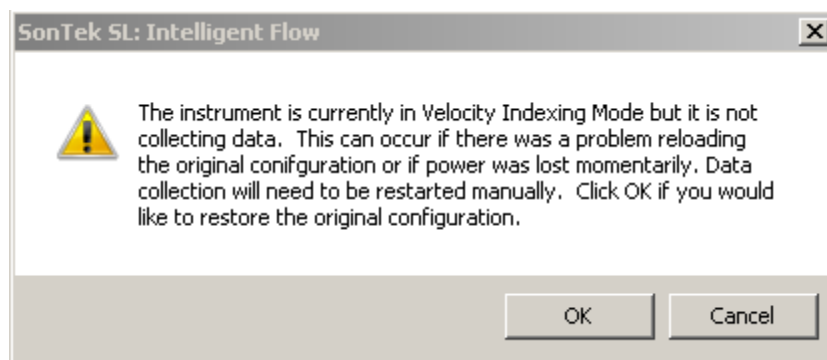 SonTek SL: Intelligent Flow
The instrument is currently in Velocity Indexing Mode but it is not
collecting data.  This can occur if there was a problem reloading
the original conifguration or if power was lost momentarily. Data
collection will need to be restarted manually.  Click OK if you would
like to restore the original configuration.
OK
Cancel